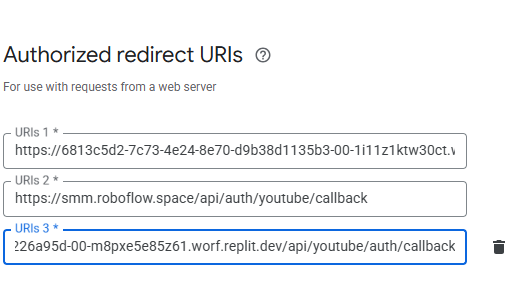 Authorized redirect URIs
For use with requests from a web server
URIs 1 *
https://6813c5d2-7c73-4e24-8e70-d9b38d1135b3-00-1i11z1ktw30ct.w
URIs 2 *
https://smm.roboflow.space/api/auth/youtube/callback
URIs 3 *
226a95d-00-m8pxe5e85z61.worf.replit.dev/api/youtube/auth/callback